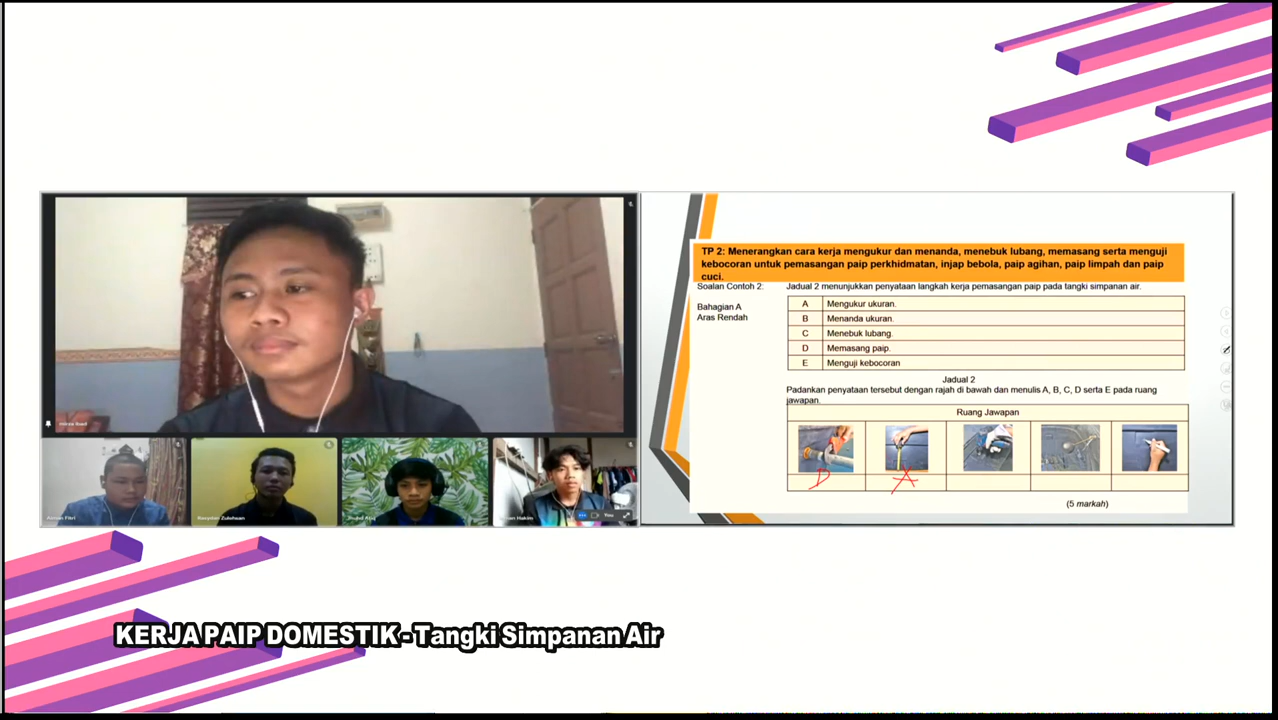 TP 2: Menerangkan cara kerja mengukur dan menanda, menebuk lubang, memasang serta menguji
kebocoran untuk pemasangan paip perkhidmatan, injap bebola, paip agihan, paip limpah dan paip
cuci.
Soalan Contoh 2:
Jadual 2 menunjukkan penyataan langkah kerja pemasangan paip pada tangki simpanan air.
Bahagian A
Aras Rendah
A Mengukur ukuran.
B Menanda ukuran.
C Menebuk lubang.
D Memasang paip.
E Menguji kebocoran
Jadual 2
Padankan penyataan tersebut dengan rajah di bawah dan menulis A, B, C, D serta E pada ruang
jawapan.
Ruang Jawapan
D A
(5 markah)
Fitri
Zulehsan
Hakim
You
KERJA PAIP DOMESTIK - Tangki Simpanan Air